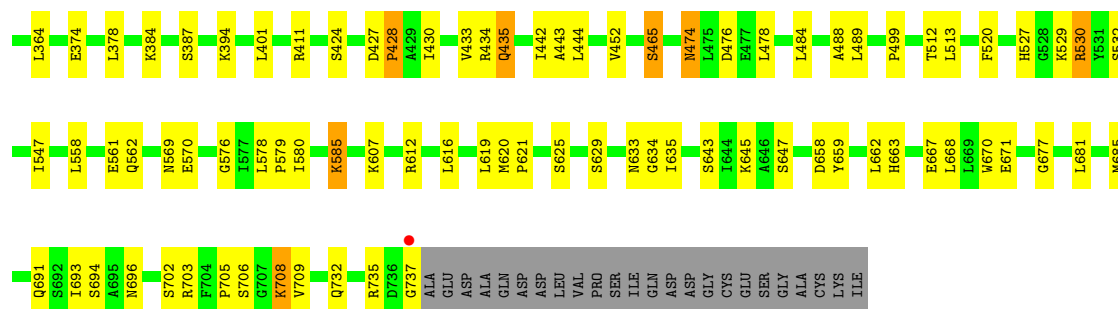 L364 E374 L378 K384 S387 K394 L401 R411 S424 D427 P428 A429 I430 V433 R434 Q435 I442 A443 L444 V452 S465 N474 L475 D476 E477 L478 L484 A488 L489 P499 T512 L513 F520 H527 G528 K529 R530 Y531 S532
I547 L558 E561 Q562 N569 E570 G576 I577 L578 P579 I580 K585 K607 R612 L616 L619 M620 P621 S625 S629 N633 G634 I635 S643 I644 K645 A646 S647 D658 Y659 L662 H663 E667 L668 L669 W670 E671 G677 L681 M685
Q691 S692 I693 S694 A695 N696 S702 R703 F704 P705 S706 G707 K708 V709 Q732 R735 D736 G737 ALA GLU ASP ALA GLN ASP ASP LEU VAL PRO SER ILE GLN ASP ASP GLY CYS GLU SER GLY ALA CYS LYS ILE